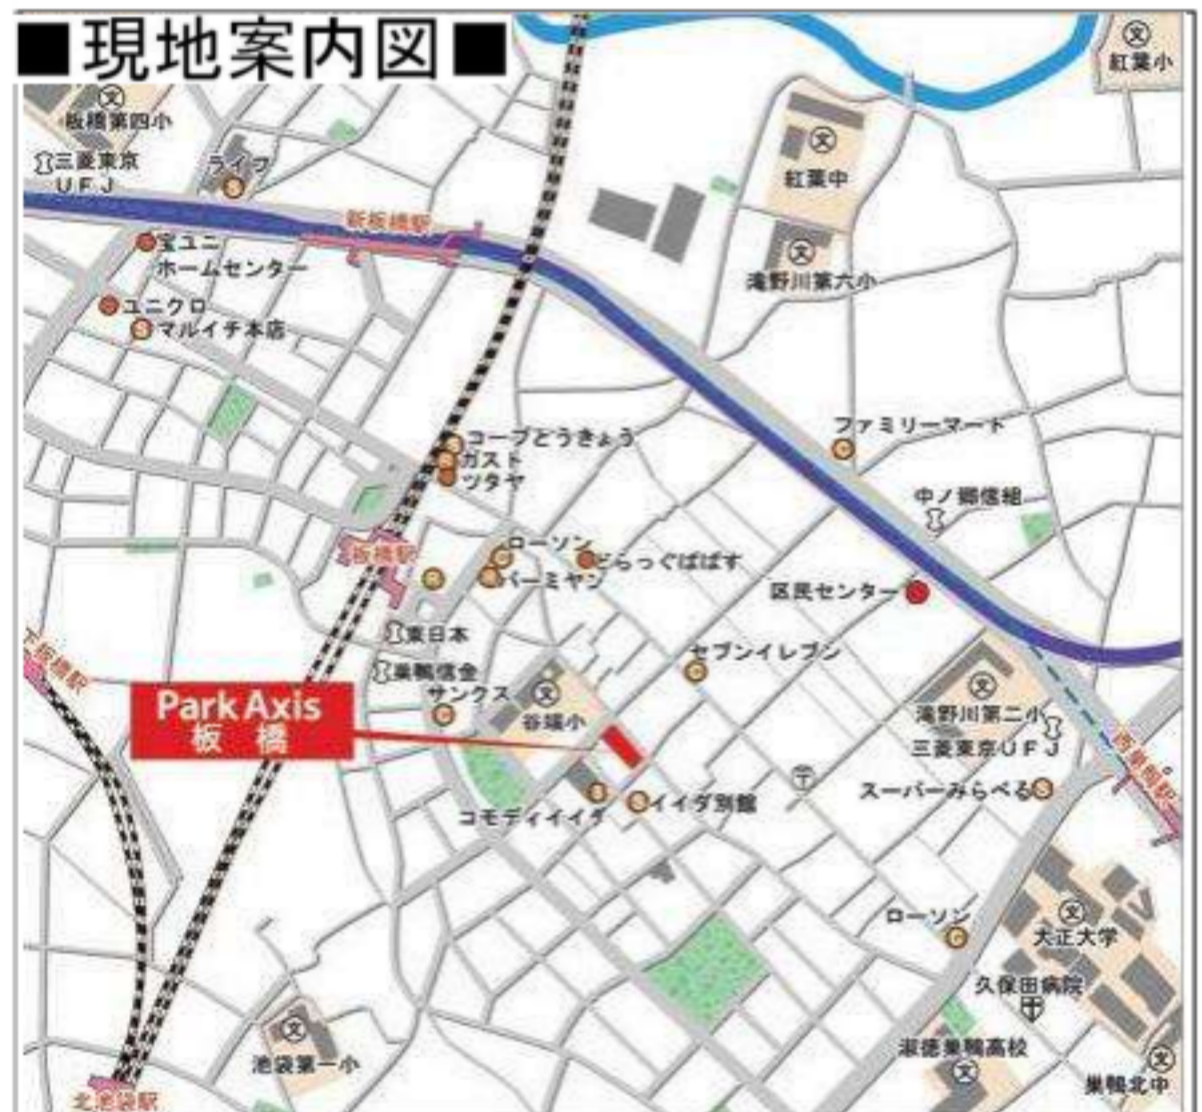 ■現地案内図■
紅葉小
板橋第四小
三菱東京
UFJ
ライフ
紅葉中
新板橋駅
宝ユニ
ホームセンター
滝野川第六小
ユニクロ
マルイチ本店
コープとうきょう
ガスト
ツタヤ
ファミリーマート
中ノ郷信組
板橋駅
ローソン
どらっぐぱぱす
バーミヤン
区民センター
東日本
セブンイレブン
巣鴨信金
サンクス
下板橋駅
Park Axis
板 橋
谷端小
滝野川第二小
三菱東京UFJ
西巣鴨駅
スーパーみらべる
イイダ別館
コモディイイダ
ローソン
大正大学
久保田病院
淑徳巣鴨高校
池袋第一小
巣鴨北中
北池袋駅